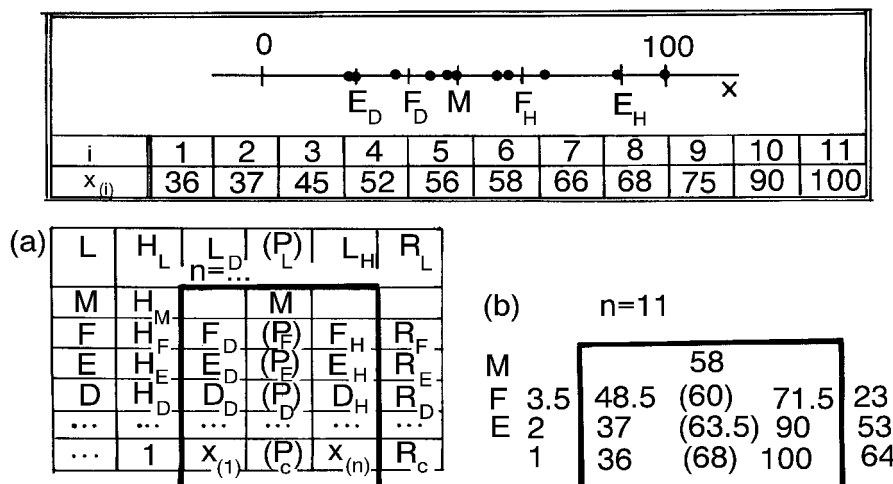 0 100
E_D F_D M F_H E_H x
i 1 2 3 4 5 6 7 8 9 10 11
x_(i) 36 37 45 52 56 58 66 68 75 90 100
(a) L H_L L_D (P_L) L_H R_L
n=...
M H_M M
F H_F F_D (P_F) F_H R_F
E H_E E_D (P_E) E_H R_E
D H_D D_D (P_D) D_H R_D
... ... ... ... ... ...
... 1 x_(1) (P_c) x_(n) R_c
(b) n=11
M 58
F 3.5 48.5 (60) 71.5 23
E 2 37 (63.5) 90 53
1 36 (68) 100 64